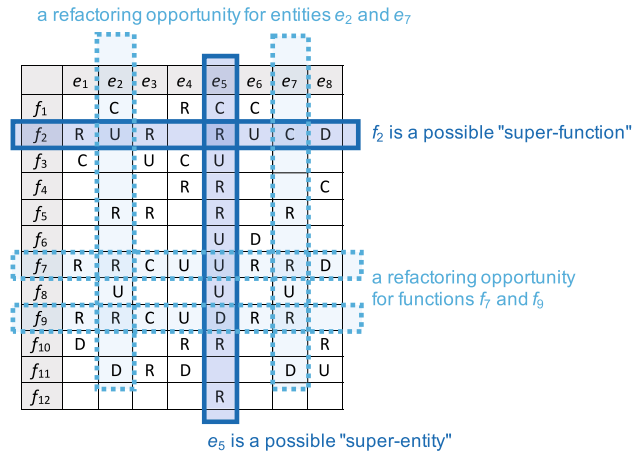 a refactoring opportunity for entities e2 and e7
e1 e2 e3 e4 e5 e6 e7 e8
f1 C R C C
f2 R U R R U C D
f2 is a possible "super-function"
f3 C U C U
f4 R R C
f5 R R R R
f6 U D
f7 R R C U U R R D
a refactoring opportunity
for functions f7 and f9
f8 U U U
f9 R R C U D R R
f10 D R R R
f11 D R D D U
f12 R
e5 is a possible "super-entity"